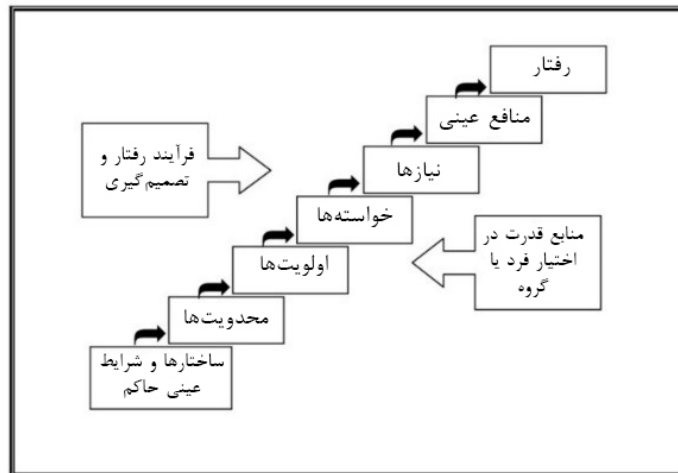 رفتار
منافع عینی
نیازها
خواسته‌ها
اولویت‌ها
محدویت‌ها
ساختارها و شرایط
عینی حاکم
فرآیند رفتار و
تصمیم‌گیری
منابع قدرت در
اختیار فرد یا
گروه